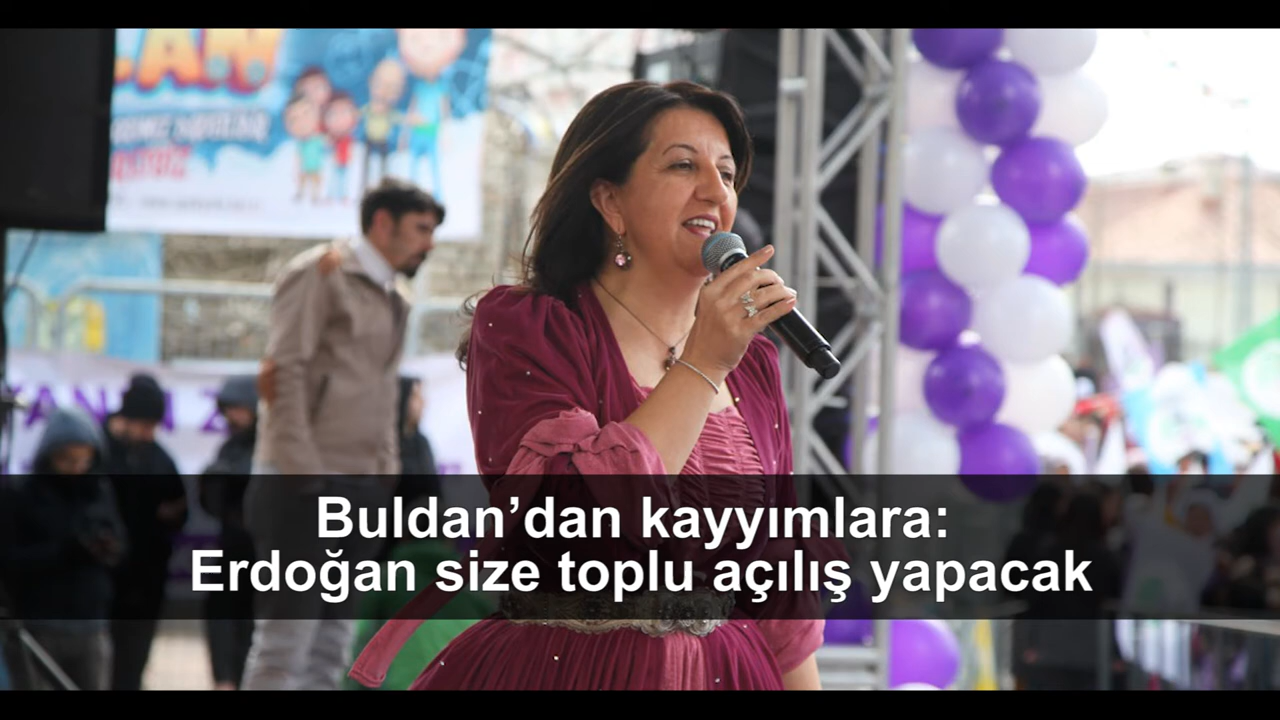 Buldan’dan kayyımlara:
Erdoğan size toplu açılış yapacak